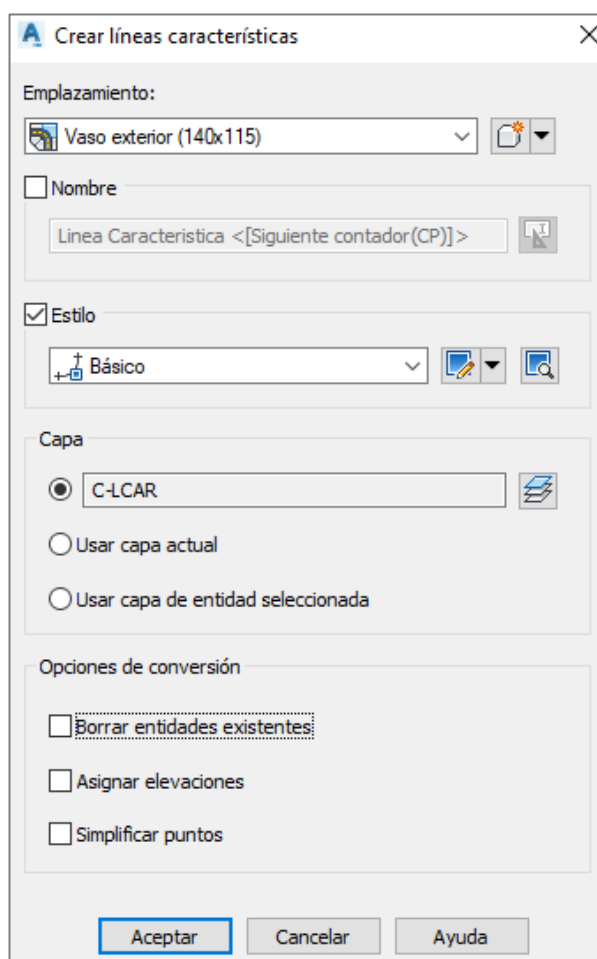 Crear líneas características
Emplazamiento:
Vaso exterior (140x115)
Nombre
Linea Caracteristica <[Siguiente contador(CP)]>
Estilo
Básico
Capa
C-LCAR
Usar capa actual
Usar capa de entidad seleccionada
Opciones de conversión
Borrar entidades existentes
Asignar elevaciones
Simplificar puntos
Aceptar Cancelar Ayuda